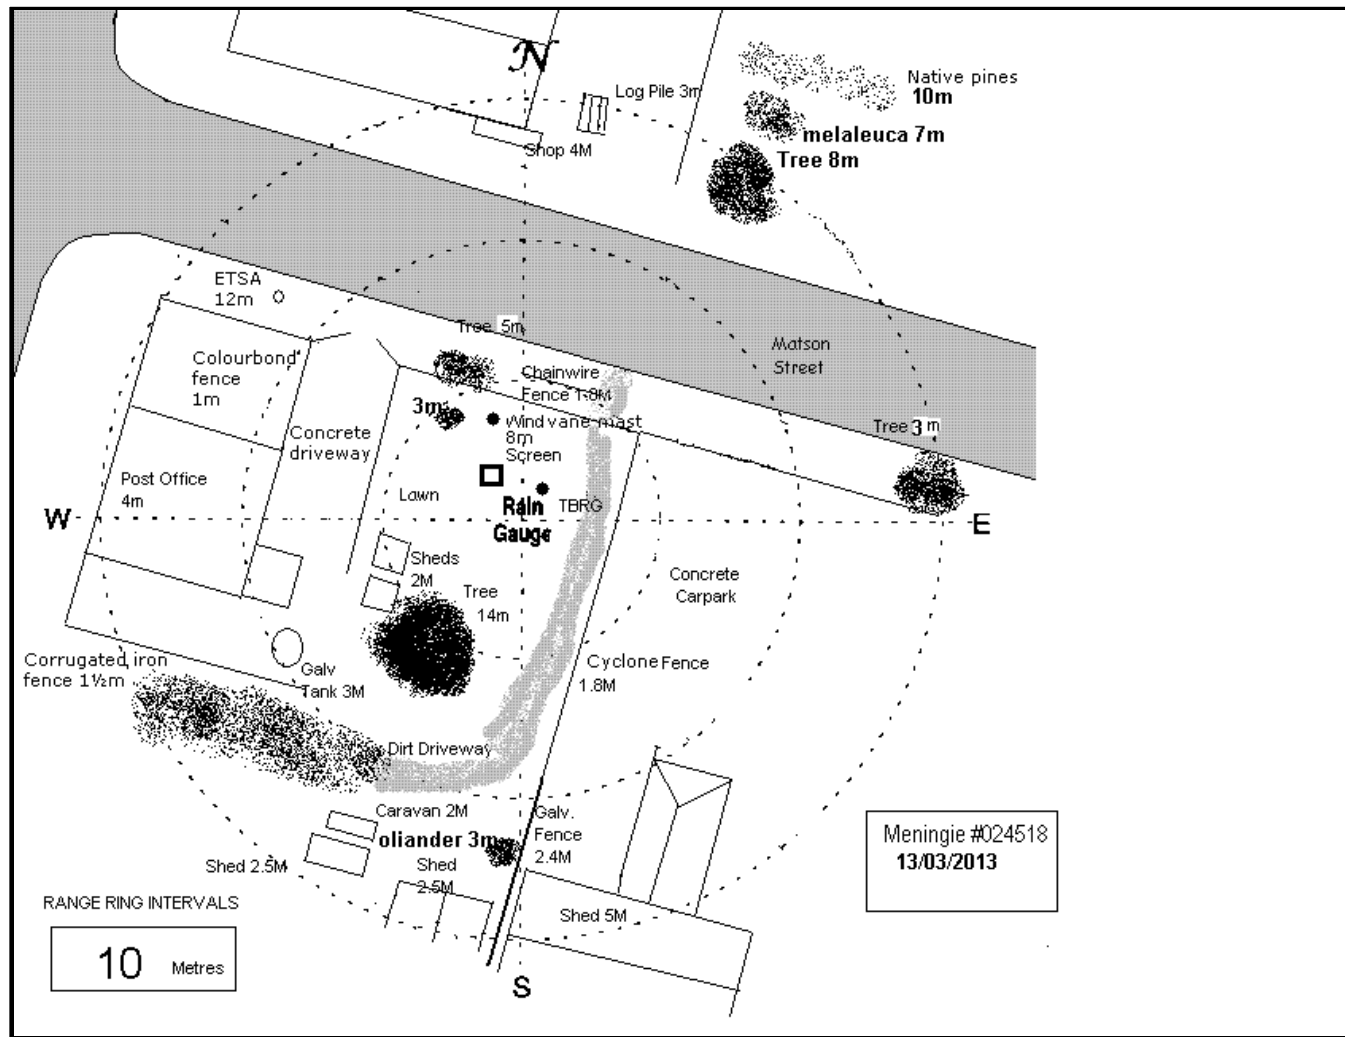 N
Native pines
10m
Log Pile 3m
melaleuca 7m
Shop 4M
Tree 8m
ETSA
12m
Tree 5m
Matson
Street
Colourbond
fence
1m
Chainwire
Fence 1.8M
3m
Wind vane mast
8m
Screen
Tree 3m
Concrete
driveway
Post Office
4m
Lawn
Rain
Gauge
TBRG
W
E
Sheds
2M
Concrete
Carpark
Tree
14m
Corrugated iron
fence 1½m
Galv
Tank 3M
Cyclone Fence
1.8M
Dirt Driveway
Caravan 2M
Galv.
Fence
2.4M
oliander 3m
Shed 2.5M
Shed
2.5M
Meningie #024518
13/03/2013
RANGE RING INTERVALS
10 Metres
Shed 5M
S